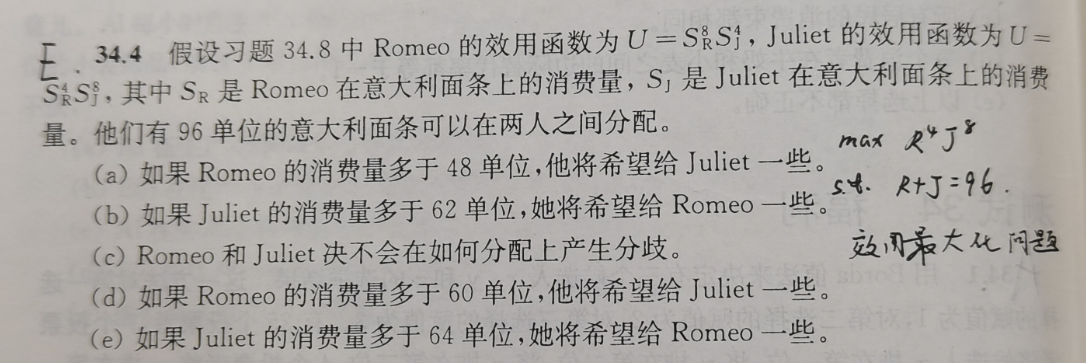 E. 34.4 假设习题 34.8 中 Romeo 的效用函数为 U=S_R^8S_J^4，Juliet 的效用函数为 U=
S_R^4S_J^8，其中 S_R 是 Romeo 在意大利面条上的消费量，S_J 是 Juliet 在意大利面条上的消费
量。他们有 96 单位的意大利面条可以在两人之间分配。
(a) 如果 Romeo 的消费量多于 48 单位，他将希望给 Juliet 一些。
max R^4J^8
(b) 如果 Juliet 的消费量多于 62 单位，她将希望给 Romeo 一些。
s.t. R+J=96.
(c) Romeo 和 Juliet 决不会在如何分配上产生分歧。
效用最大化问题
(d) 如果 Romeo 的消费量多于 60 单位，他将希望给 Juliet 一些。
(e) 如果 Juliet 的消费量多于 64 单位，她将希望给 Romeo 一些。